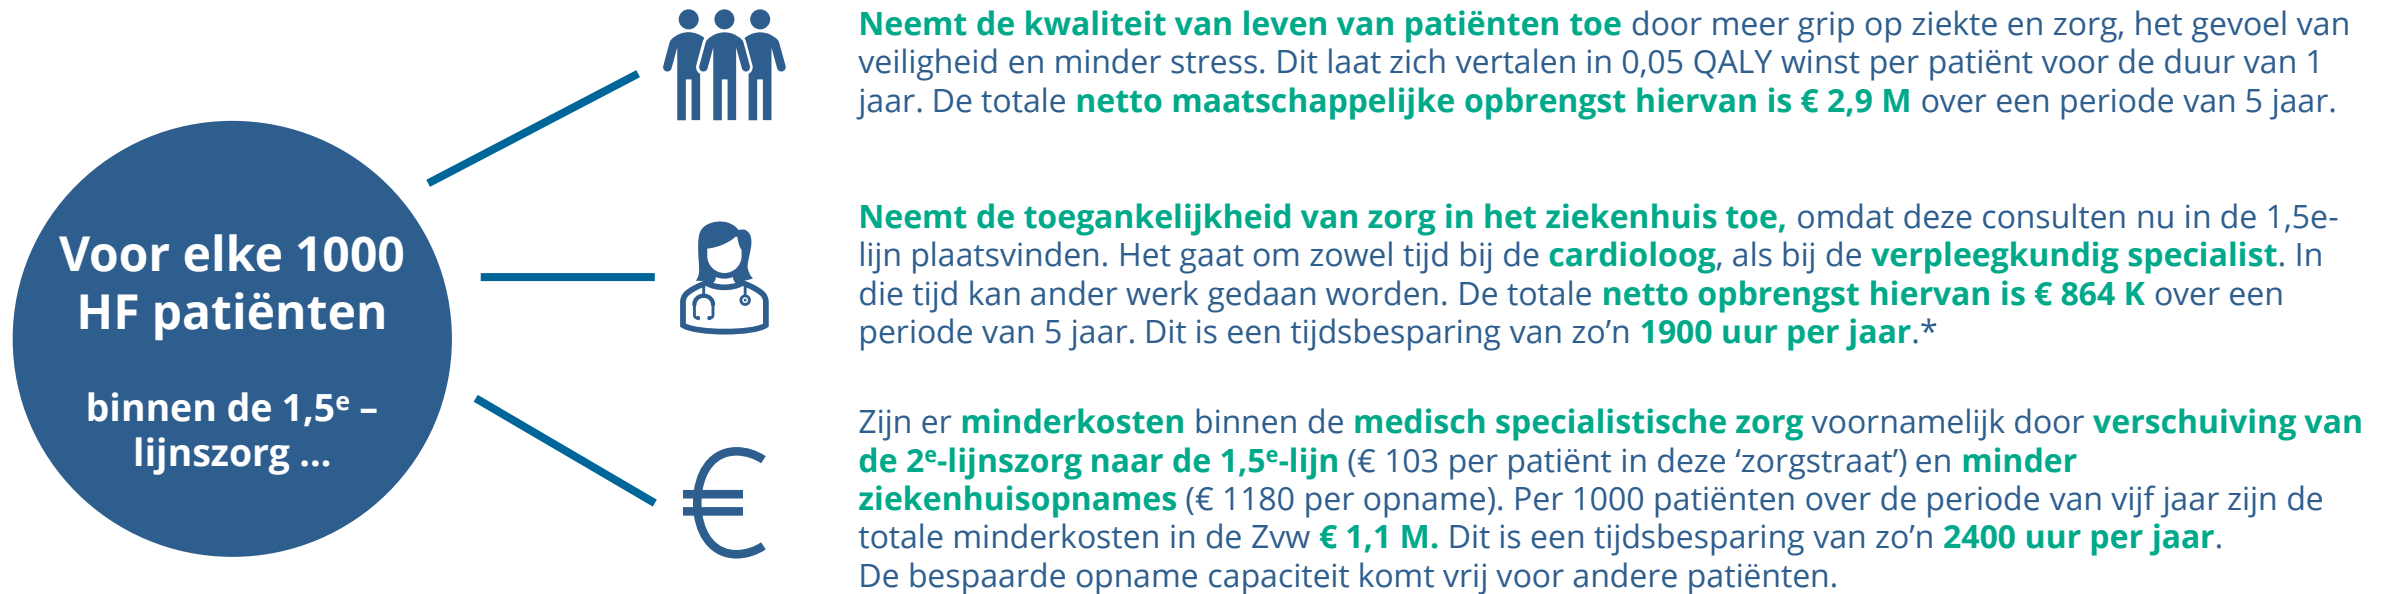 Voor elke 1000
HF patiënten
binnen de 1,5ᵉ –
lijnszorg ...
Neemt de kwaliteit van leven van patiënten toe door meer grip op ziekte en zorg, het gevoel van
veiligheid en minder stress. Dit laat zich vertalen in 0,05 QALY winst per patiënt voor de duur van 1
jaar. De totale netto maatschappelijke opbrengst hiervan is € 2,9 M over een periode van 5 jaar.
Neemt de toegankelijkheid van zorg in het ziekenhuis toe, omdat deze consulten nu in de 1,5e-
lijn plaatsvinden. Het gaat om zowel tijd bij de cardioloog, als bij de verpleegkundig specialist. In
die tijd kan ander werk gedaan worden. De totale netto opbrengst hiervan is € 864 K over een
periode van 5 jaar. Dit is een tijdsbesparing van zo’n 1900 uur per jaar.*
Zijn er minderkosten binnen de medisch specialistische zorg voornamelijk door verschuiving van
de 2ᵉ-lijnszorg naar de 1,5ᵉ-lijn (€ 103 per patiënt in deze ‘zorgstraat’) en minder
ziekenhuisopnames (€ 1180 per opname). Per 1000 patiënten over de periode van vijf jaar zijn de
totale minderkosten in de Zvw € 1,1 M. Dit is een tijdsbesparing van zo’n 2400 uur per jaar.
De bespaarde opname capaciteit komt vrij voor andere patiënten.